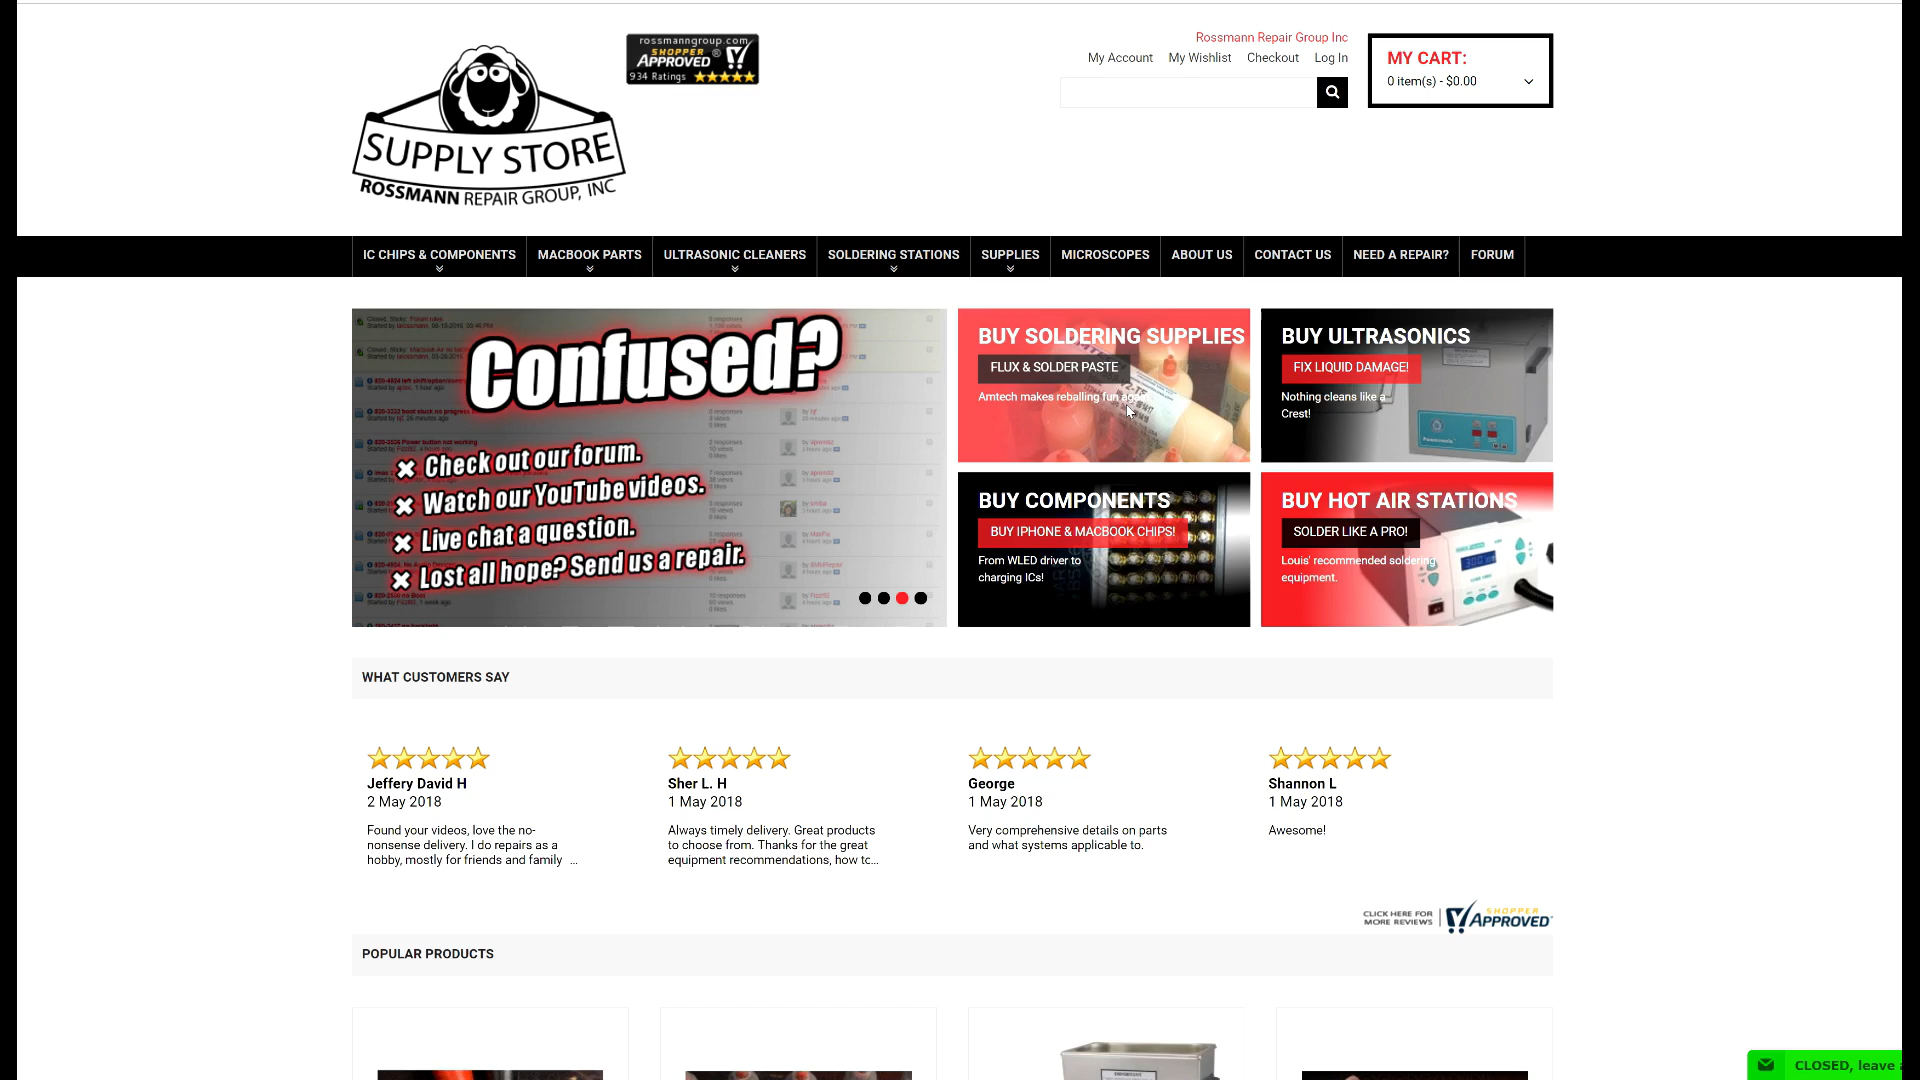 rossmanngroup.com
SHOPPER
APPROVED®
934 Ratings
SUPPLY STORE
ROSSMANN REPAIR GROUP, INC
Rossmann Repair Group Inc
My Account My Wishlist Checkout Log In
MY CART:
0 item(s) - $0.00
IC CHIPS & COMPONENTS MACBOOK PARTS ULTRASONIC CLEANERS SOLDERING STATIONS SUPPLIES MICROSCOPES ABOUT US CONTACT US NEED A REPAIR? FORUM
Confused?
Check out our forum.
Watch our YouTube videos.
Live chat a question.
Lost all hope? Send us a repair.
BUY SOLDERING SUPPLIES
FLUX & SOLDER PASTE
Amtech makes reballing fun
BUY ULTRASONICS
FIX LIQUID DAMAGE!
Nothing cleans like a
Crest!
BUY COMPONENTS
BUY IPHONE & MACBOOK CHIPS!
From WLED driver to
charging ICs!
BUY HOT AIR STATIONS
SOLDER LIKE A PRO!
Louis' recommended soldering
equipment.
WHAT CUSTOMERS SAY
Jeffery David H
2 May 2018
Found your videos, love the no-
nonsense delivery. I do repairs as a
hobby, mostly for friends and family ...
Sher L. H
1 May 2018
Always timely delivery. Great products
to choose from. Thanks for the great
equipment recommendations, how tc...
George
1 May 2018
Very comprehensive details on parts
and what systems applicable to.
Shannon L
1 May 2018
Awesome!
CLICK HERE FOR
MORE REVIEWS
SHOPPER
APPROVED
POPULAR PRODUCTS
CLOSED, leave